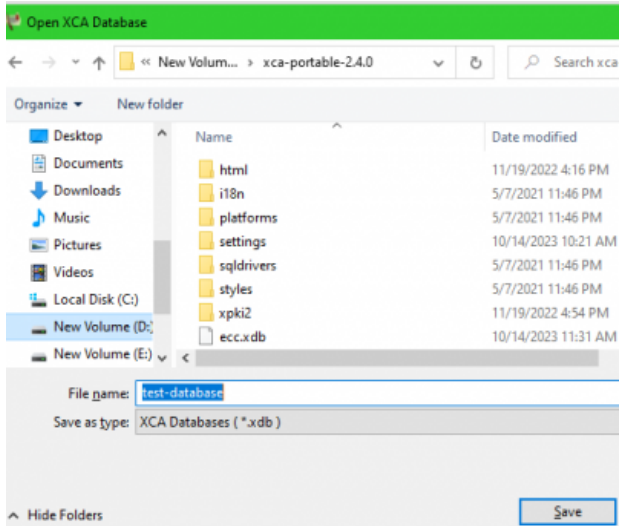 Open XCA Database
« New Volum... › xca-portable-2.4.0
Search xca
Organize
New folder
Name
Date modified
Desktop
Documents
Downloads
Music
Pictures
Videos
Local Disk (C:)
New Volume (D:)
New Volume (E:)
html 11/19/2022 4:16 PM
i18n 5/7/2021 11:46 PM
platforms 5/7/2021 11:46 PM
settings 10/14/2023 10:21 AM
sqldrivers 5/7/2021 11:46 PM
styles 5/7/2021 11:46 PM
xpki2 11/19/2022 4:54 PM
ecc.xdb 10/14/2023 11:31 AM
File name: test-database
Save as type: XCA Databases ( *.xdb )
Hide Folders
Save